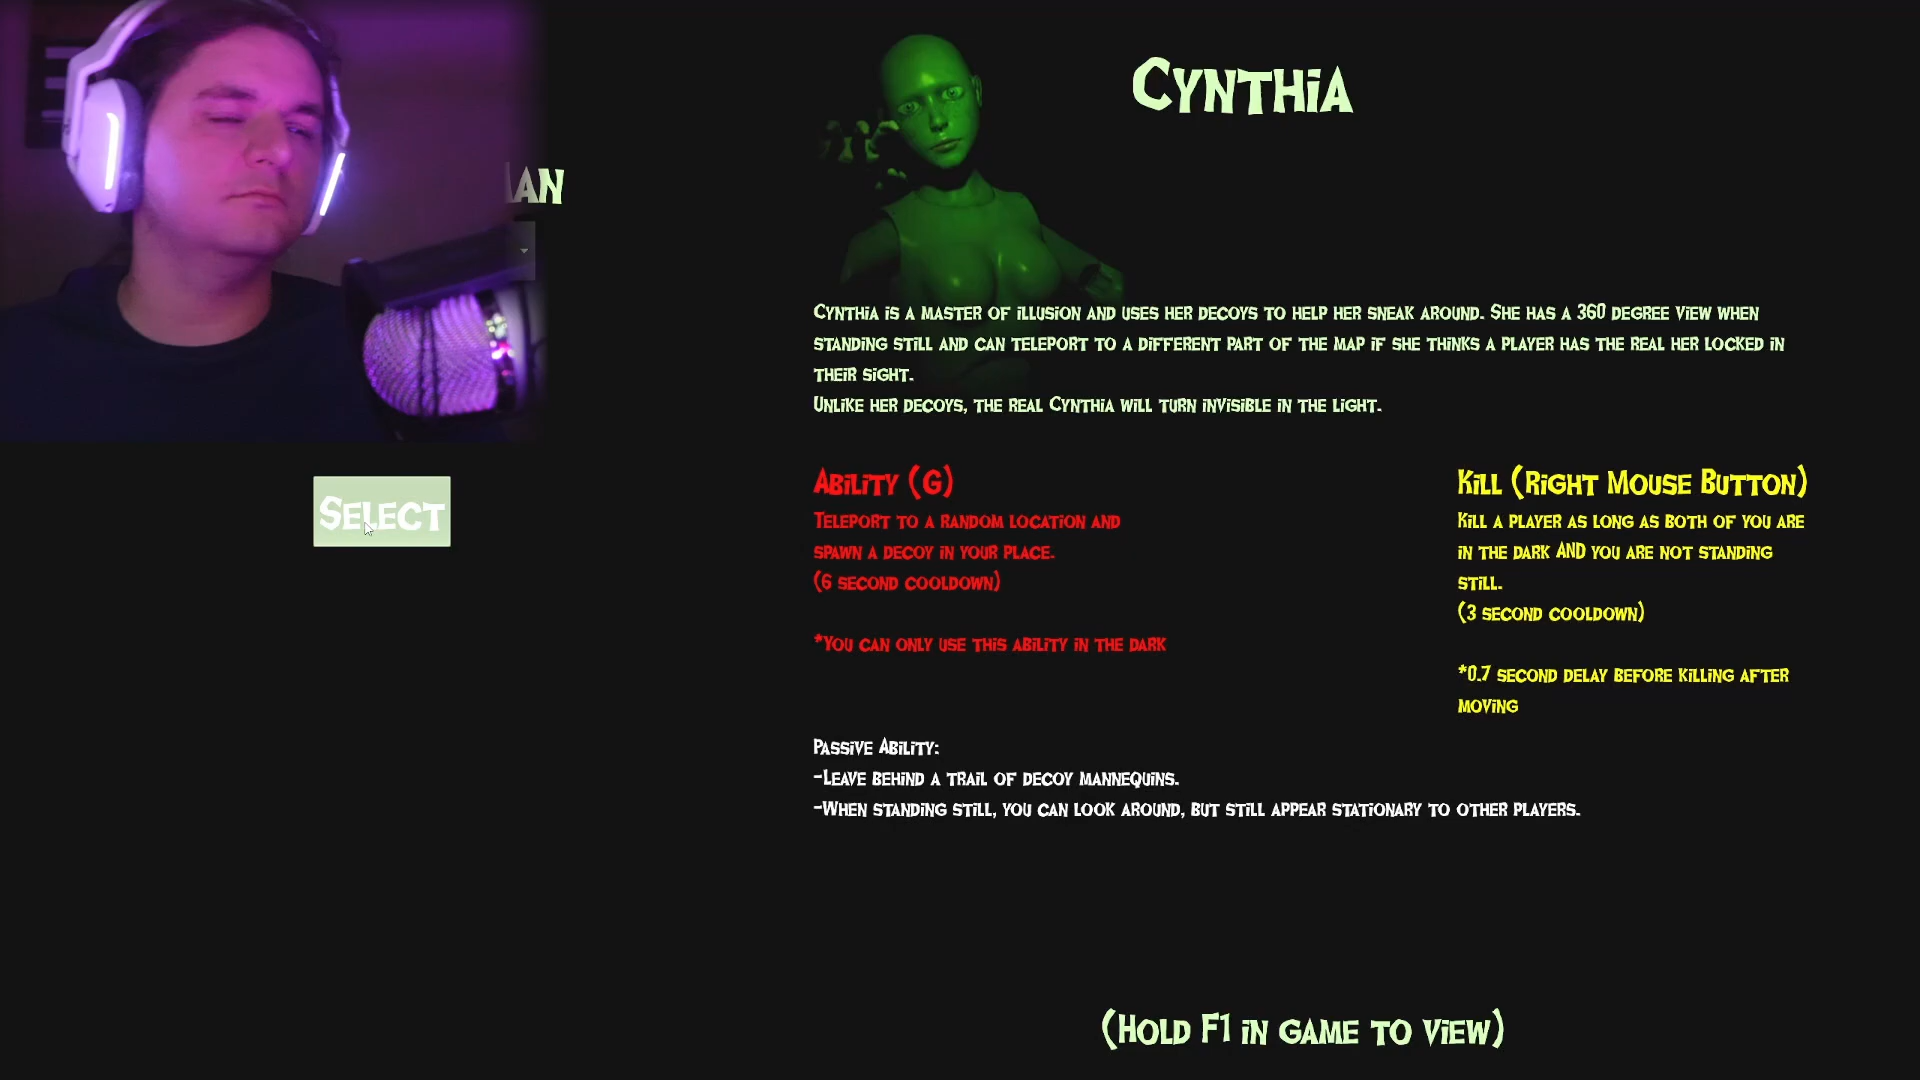 Cynthia
Cynthia is a master of illusion and uses her decoys to help her sneak around. She has a 360 degree view when
standing still and can teleport to a different part of the map if she thinks a player has the real her locked in
their sight.
Unlike her decoys, the real Cynthia will turn invisible in the light.
Select
Ability (G)
Teleport to a random location and
spawn a decoy in your place.
(6 second cooldown)
*You can only use this ability in the dark
Kill (Right Mouse Button)
Kill a player as long as both of you are
in the dark AND you are not standing
still.
(3 second cooldown)
*0.7 second delay before killing after
moving
Passive Ability:
-Leave behind a trail of decoy mannequins.
-When standing still, you can look around, but still appear stationary to other players.
(Hold F1 in game to view)